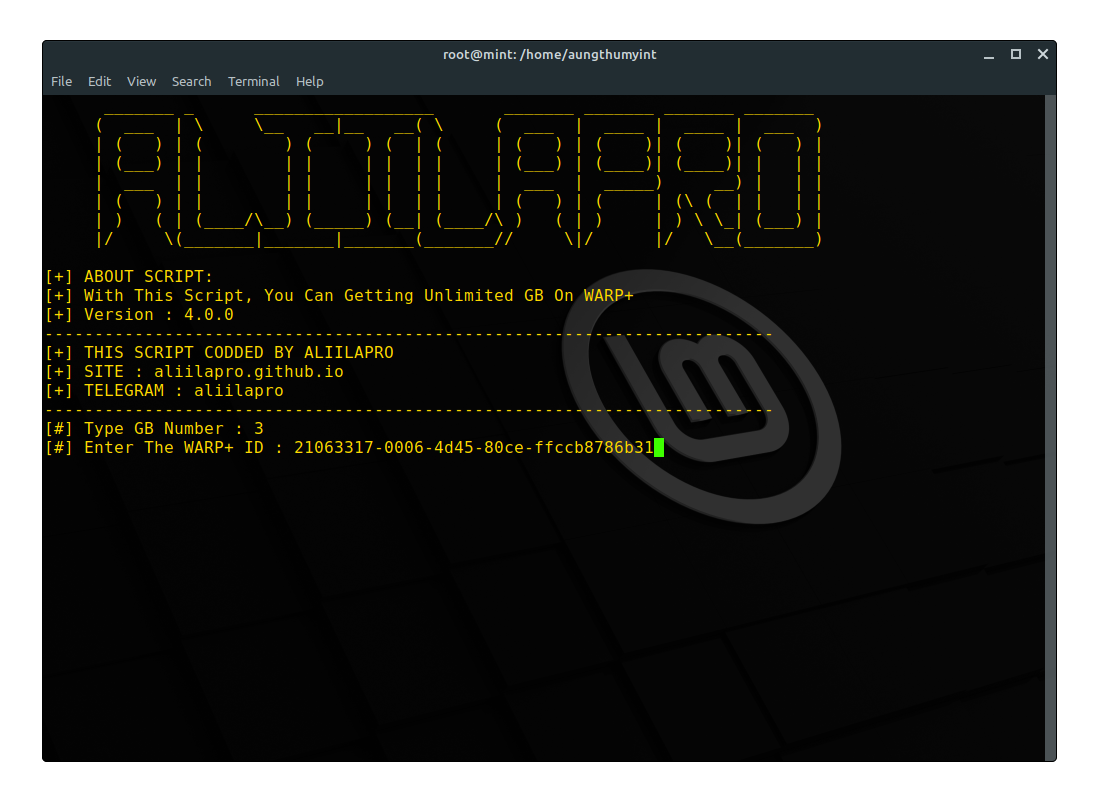 root@mint: /home/aungthumyint
File Edit View Search Terminal Help
ALIILAPRO
[+] ABOUT SCRIPT:
[+] With This Script, You Can Getting Unlimited GB On WARP+
[+] Version : 4.0.0
-------------------------------------------------------------------------
[+] THIS SCRIPT CODDED BY ALIILAPRO
[+] SITE : aliilapro.github.io
[+] TELEGRAM : aliilapro
-------------------------------------------------------------------------
[#] Type GB Number : 3
[#] Enter The WARP+ ID : 21063317-0006-4d45-80ce-ffccb8786b31